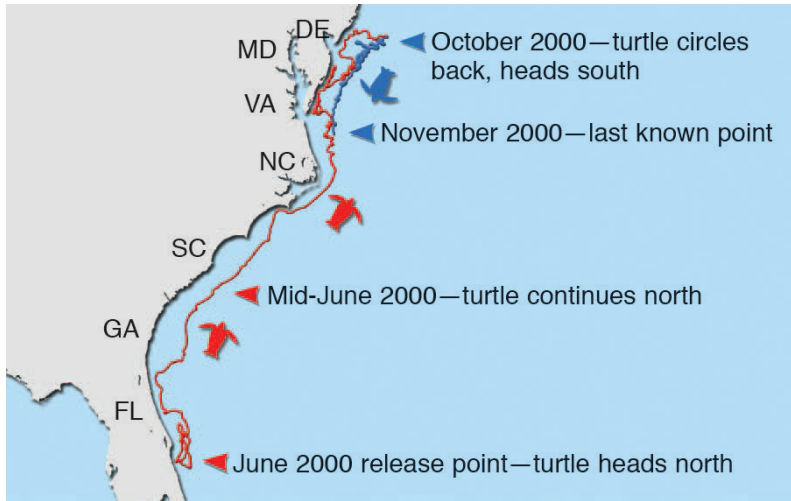 DE
MD
October 2000—turtle circles
back, heads south
VA
November 2000—last known point
NC
SC
Mid-June 2000—turtle continues north
GA
FL
June 2000 release point—turtle heads north